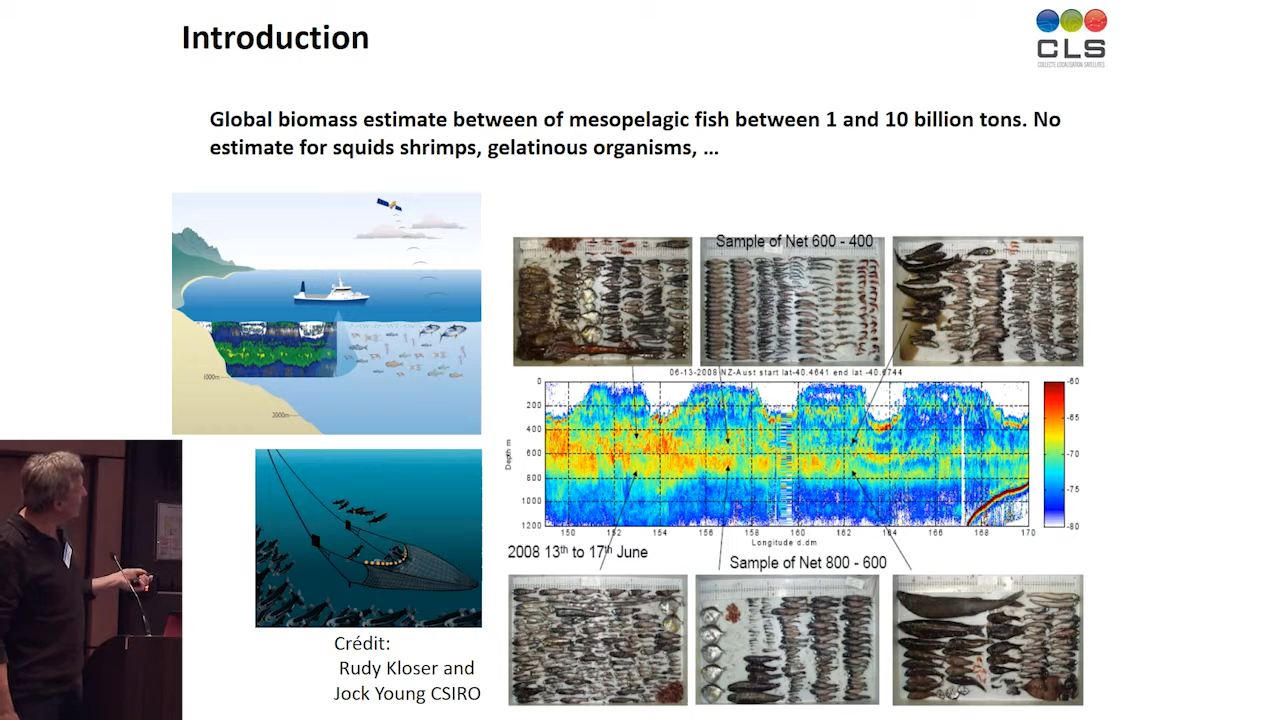 Introduction
CLS
COLLECTE LOCALISATION SATELLITES
Global biomass estimate between of mesopelagic fish between 1 and 10 billion tons. No
estimate for squids shrimps, gelatinous organisms, ...
1000m
2000m
Sample of Net 600 - 400
06-13-2008 NZ-Aust start lat-40.4641 end lat -40.6744
Depth m
0
200
400
600
800
1000
1200
150
152
154
156
158
160
162
164
166
168
170
Longitude d.dm
-60
-65
-70
-75
-80
2008 13th to 17th June
Sample of Net 800 - 600
Crédit:
Rudy Kloser and
Jock Young CSIRO